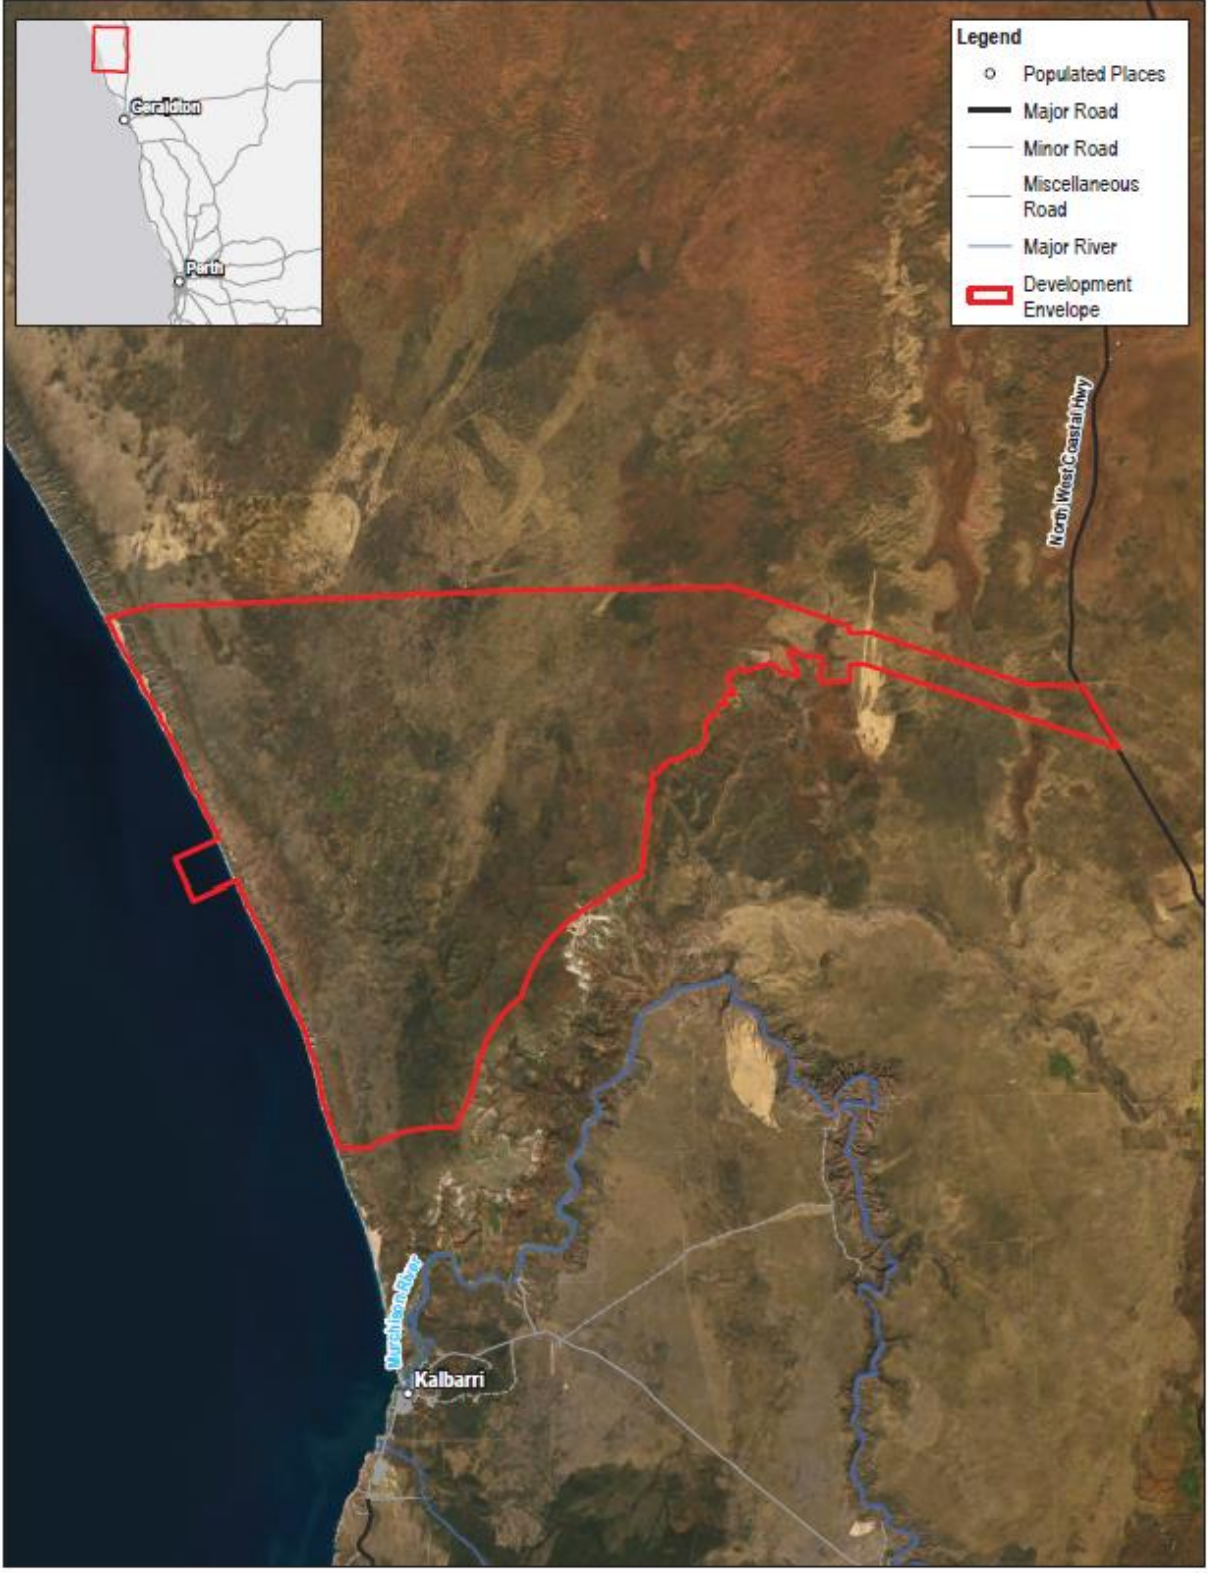 Geraldton
Perth
Legend
Populated Places
Major Road
Minor Road
Miscellaneous
Road
Major River
Development
Envelope
North West Coastal Hwy
Murchison River
Kalbarri